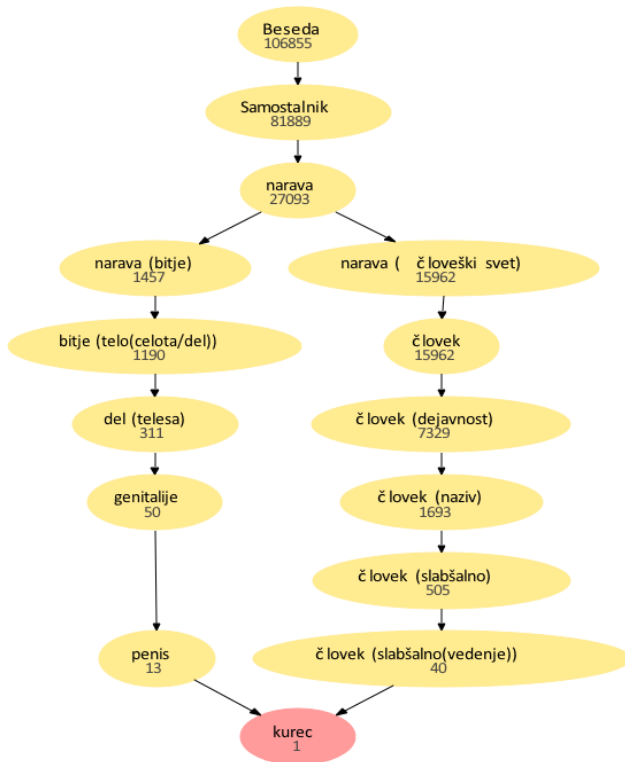 Beseda
106855
Samostalnik
81889
narava
27093
narava (bitje)
1457
narava ( človeški svet)
15962
bitje (telo(celota/del))
1190
človek
15962
del (telesa)
311
človek (dejavnost)
7329
genitalije
50
človek (naziv)
1693
človek (slabšalno)
505
penis
13
človek (slabšalno(vedenje))
40
kurec
1